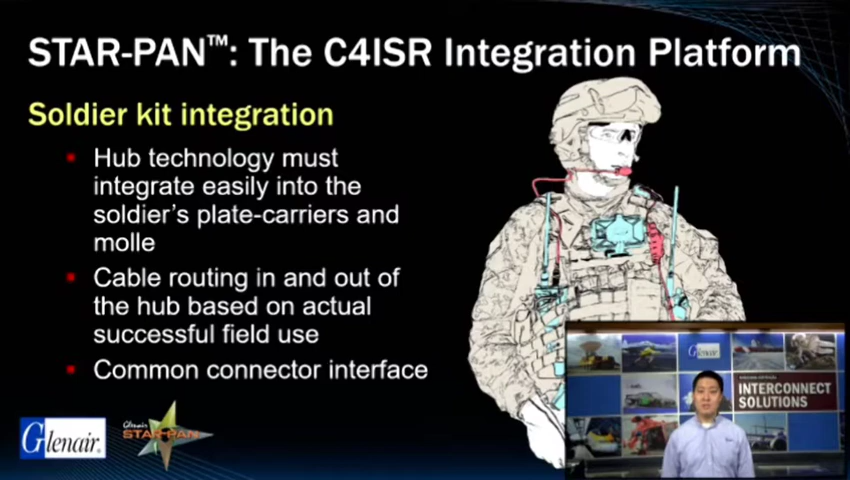 STAR-PAN™: The C4ISR Integration Platform
Soldier kit integration
Hub technology must
integrate easily into the
soldier's plate-carriers and
molle
Cable routing in and out of
the hub based on actual
successful field use
Common connector interface
Glenair.
Glenair
STAR-PAN
Glenair
INTERCONNECT
SOLUTIONS